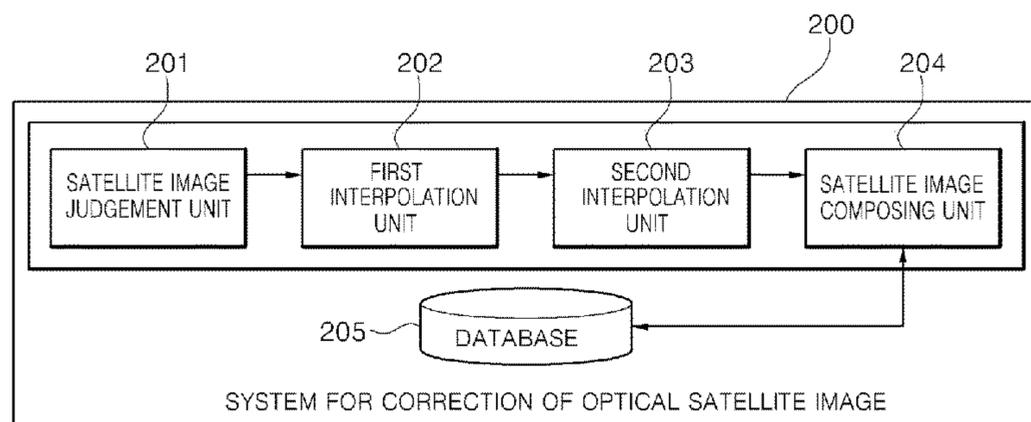 200
201
202
203
204
SATELLITE IMAGE
JUDGEMENT UNIT
FIRST
INTERPOLATION
UNIT
SECOND
INTERPOLATION
UNIT
SATELLITE IMAGE
COMPOSING UNIT
205
DATABASE
SYSTEM FOR CORRECTION OF OPTICAL SATELLITE IMAGE